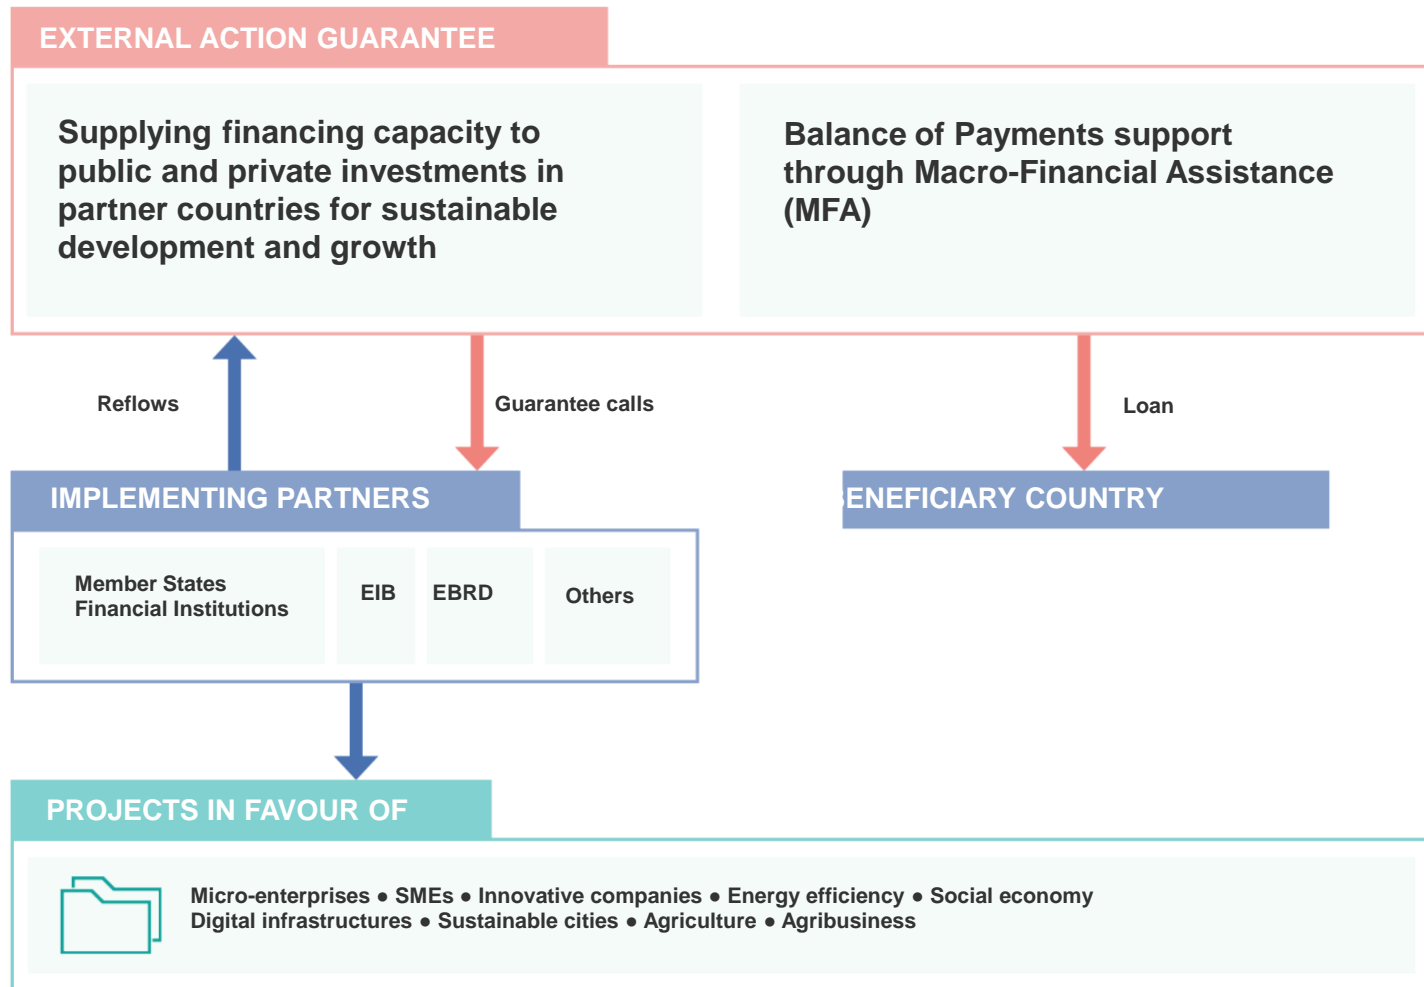 EXTERNAL ACTION GUARANTEE
Supplying financing capacity to
public and private investments in
partner countries for sustainable
development and growth
Balance of Payments support
through Macro-Financial Assistance
(MFA)
Reflows
Guarantee calls
Loan
IMPLEMENTING PARTNERS
ENEFICIARY COUNTRY
Member States
Financial Institutions
EIB
EBRD
Others
PROJECTS IN FAVOUR OF
Micro-enterprises ● SMEs ● Innovative companies ● Energy efficiency ● Social economy
Digital infrastructures ● Sustainable cities ● Agriculture ● Agribusiness